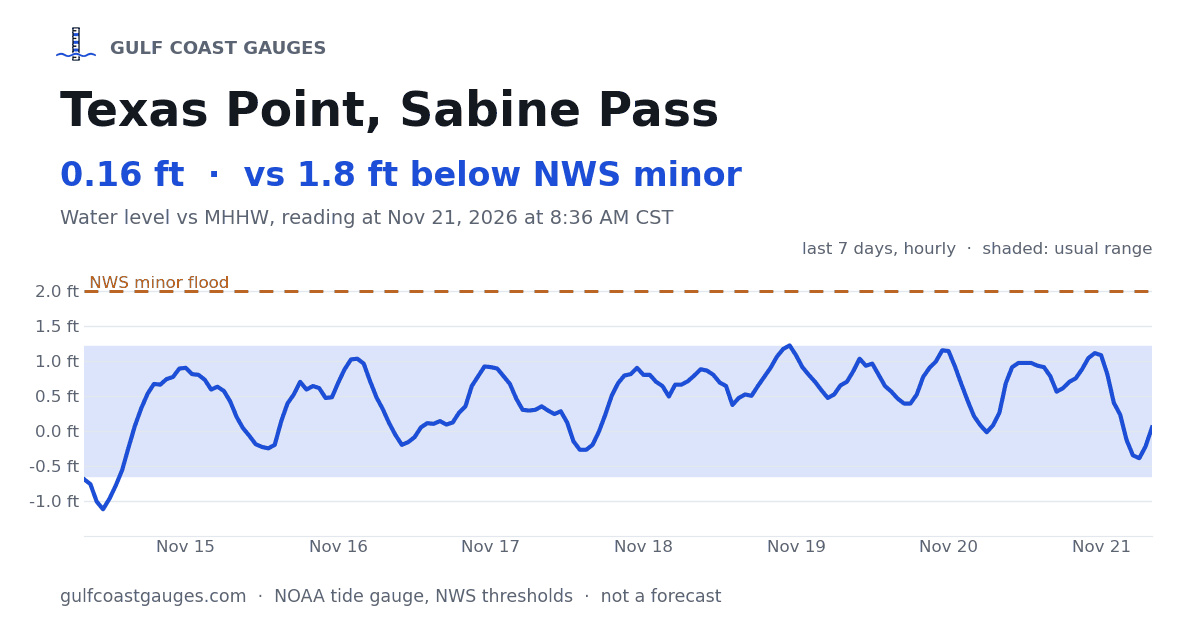 GULF COAST GAUGES
Texas Point, Sabine Pass
0.16 ft · vs 1.8 ft below NWS minor
Water level vs MHHW, reading at Nov 21, 2026 at 8:36 AM CST
last 7 days, hourly · shaded: usual range
NWS minor flood
2.0 ft
1.5 ft
1.0 ft
0.5 ft
0.0 ft
-0.5 ft
-1.0 ft
Nov 15 Nov 16 Nov 17 Nov 18 Nov 19 Nov 20 Nov 21
gulfcoastgauges.com · NOAA tide gauge, NWS thresholds · not a forecast